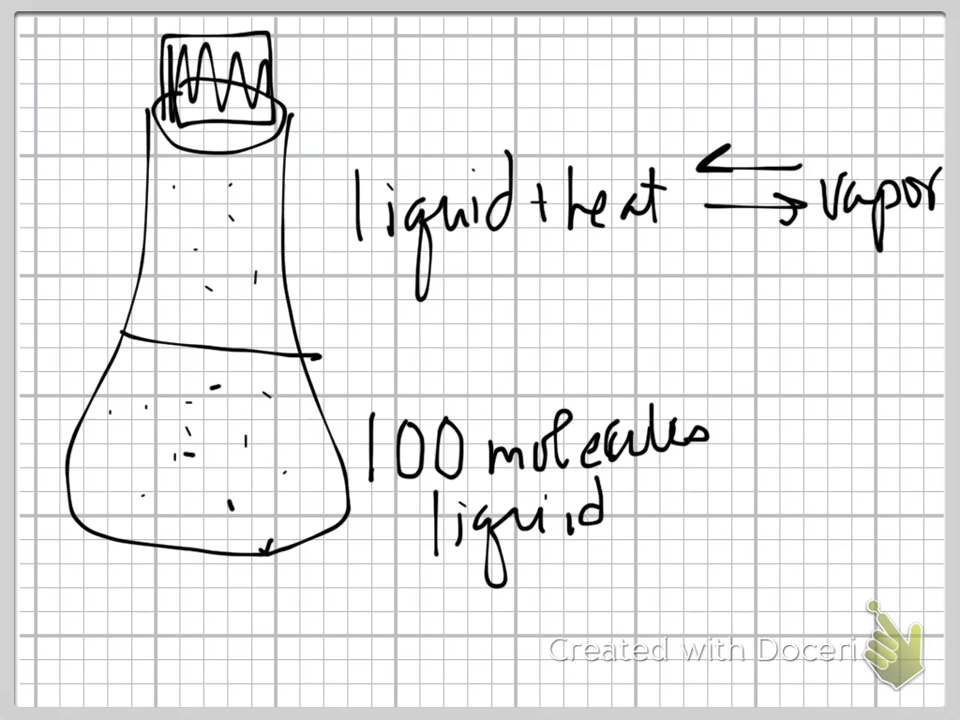 liquid + heat ⇆ vapor
100 molecules
liquid
Created with Doceri